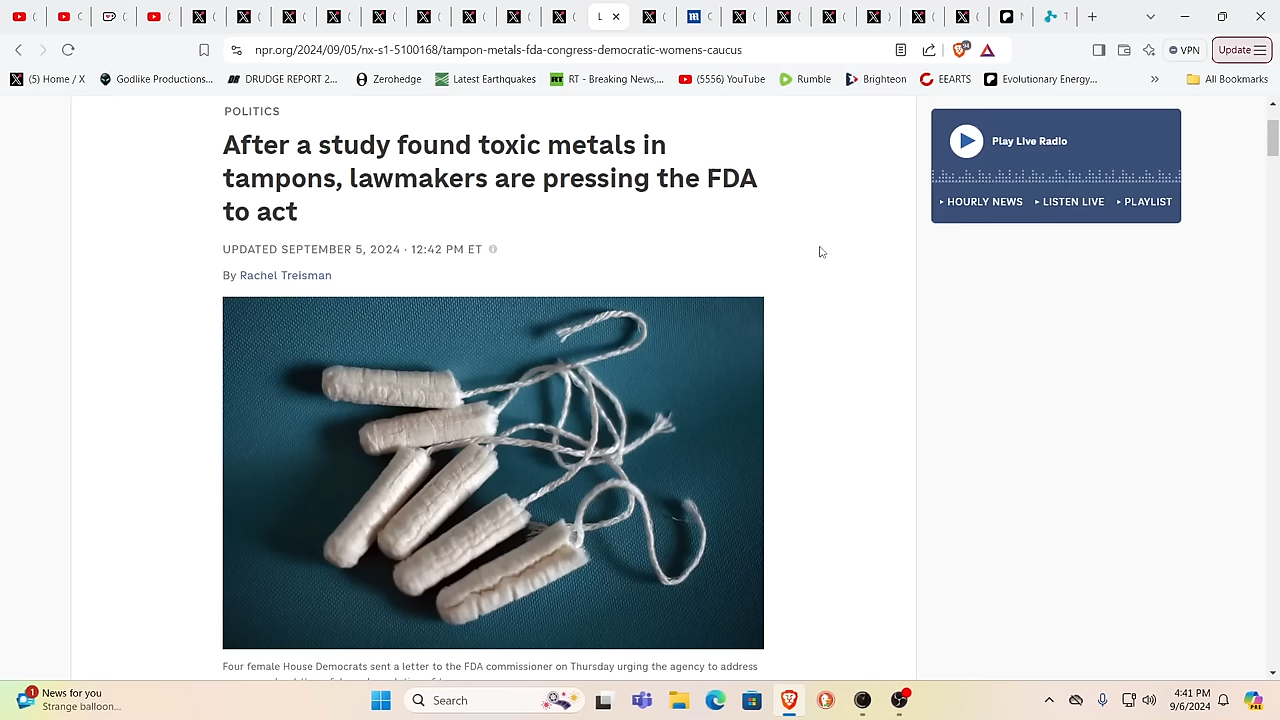 L
npr.org/2024/09/05/nx-s1-5100168/tampon-metals-fda-congress-democratic-womens-caucus
94
VPN
Update
(5) Home / X
Godlike Productions...
DRUDGE REPORT 2...
Zerohedge
Latest Earthquakes
RT - Breaking News,...
(5556) YouTube
Rumble
Brighteon
EEARTS
Evolutionary Energy...
»
All Bookmarks
POLITICS
After a study found toxic metals in
tampons, lawmakers are pressing the FDA
to act
UPDATED SEPTEMBER 5, 2024 · 12:42 PM ET
By Rachel Treisman
Play Live Radio
HOURLY NEWS
LISTEN LIVE
PLAYLIST
Four female House Democrats sent a letter to the FDA commissioner on Thursday urging the agency to address
1
News for you
Strange balloon...
Search
4:41 PM
9/6/2024
PRE